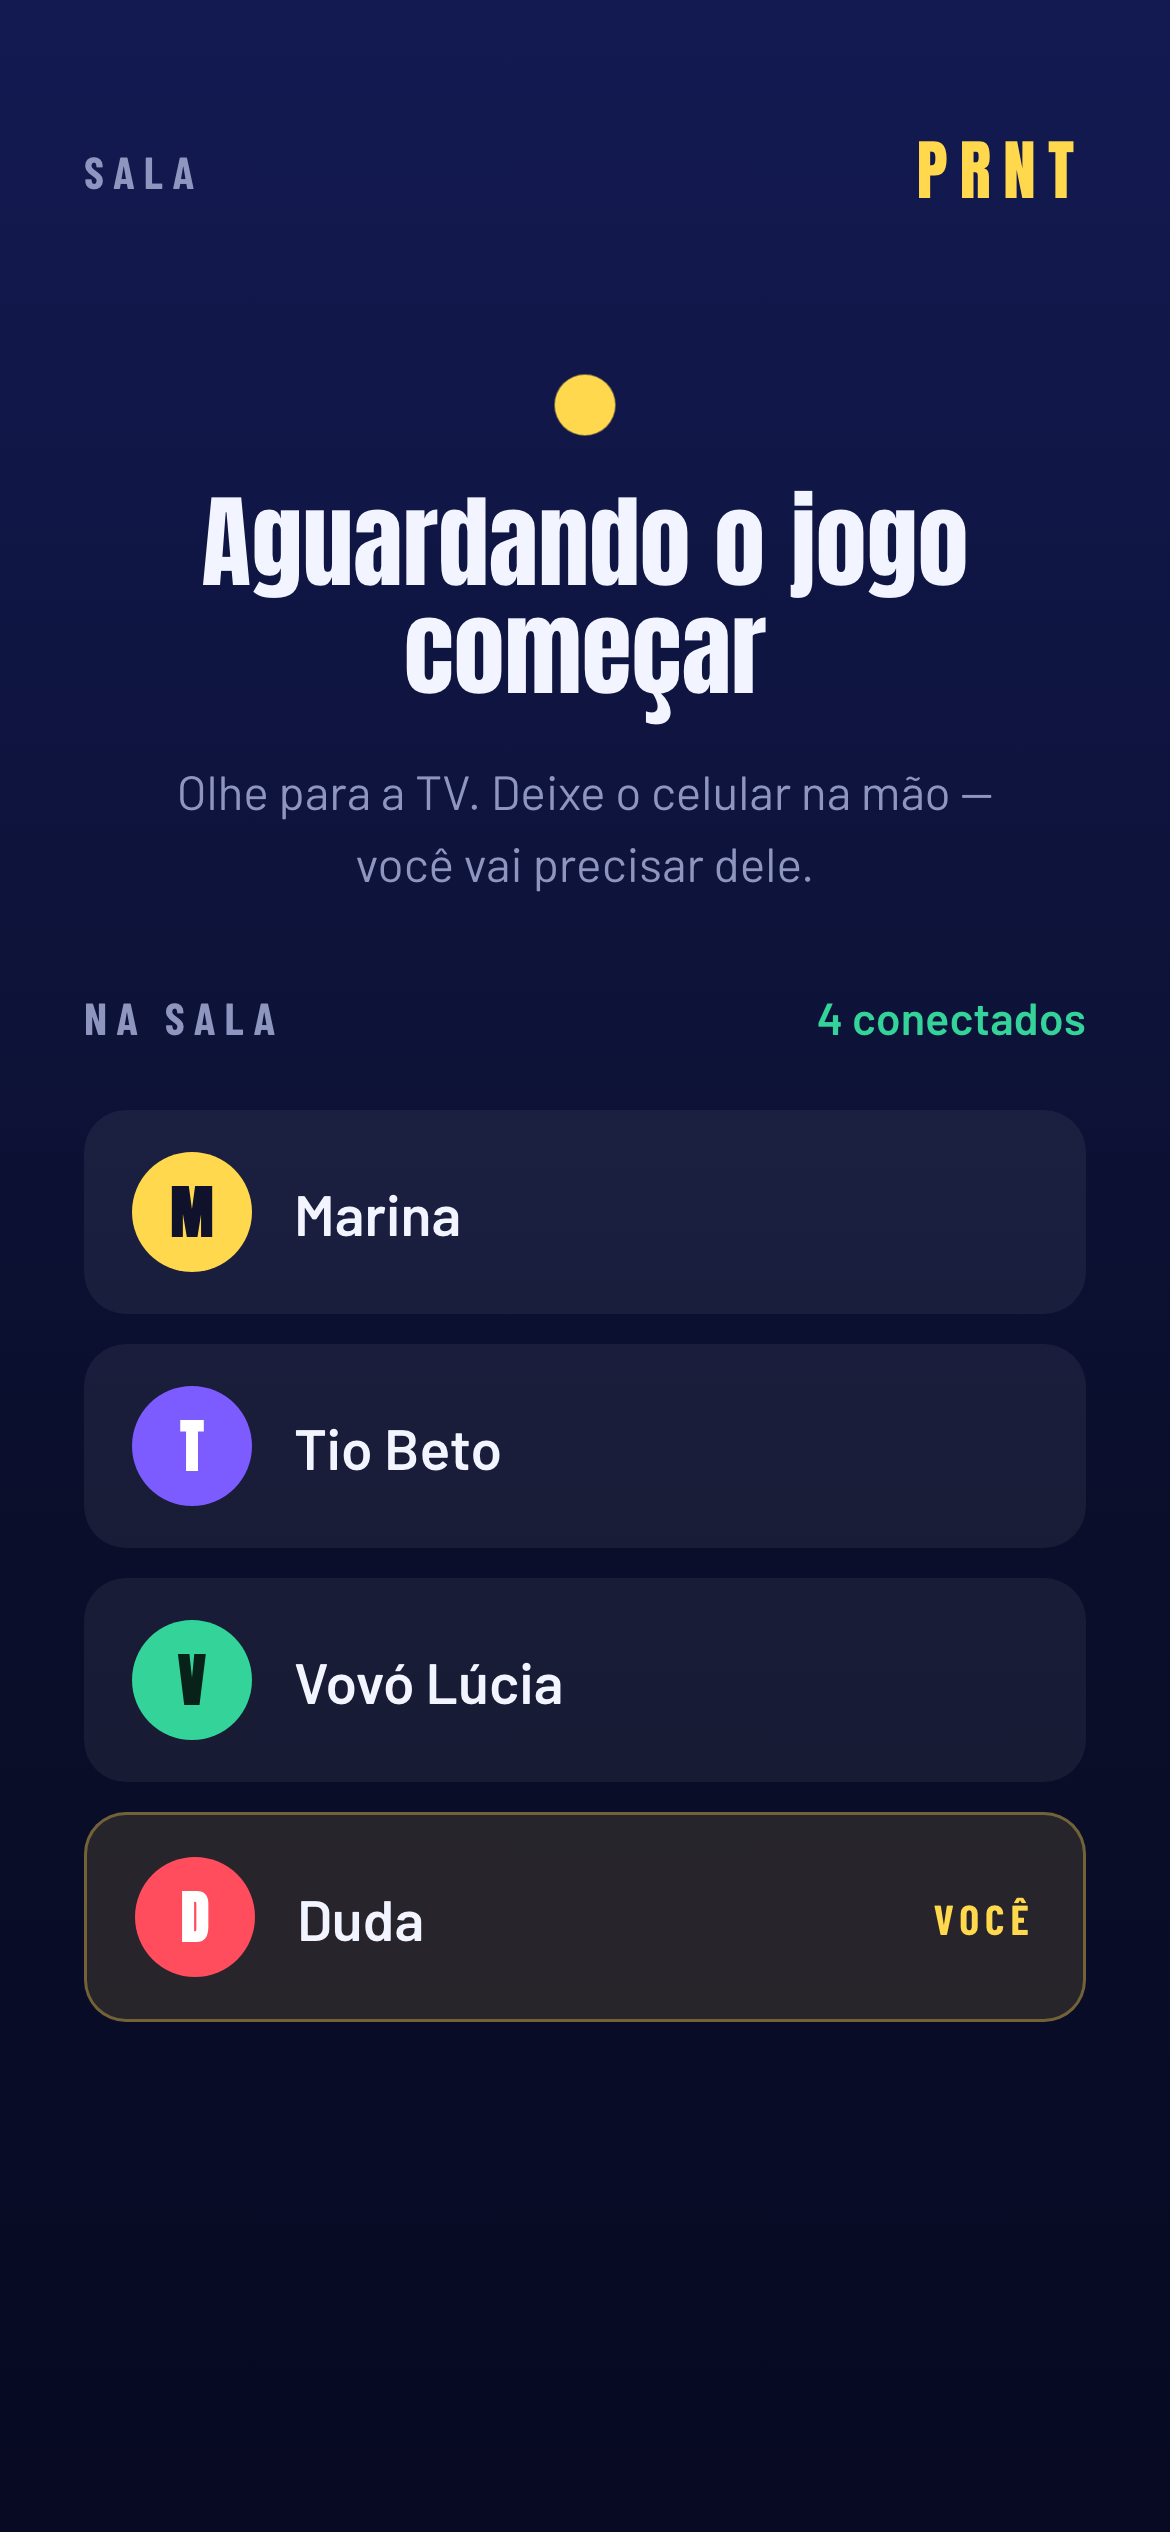 SALA
PRNT
Aguardando o jogo
começar
Olhe para a TV. Deixe o celular na mão —
você vai precisar dele.
NA SALA
4 conectados
M
Marina
T
Tio Beto
V
Vovó Lúcia
D
Duda
VOCÊ